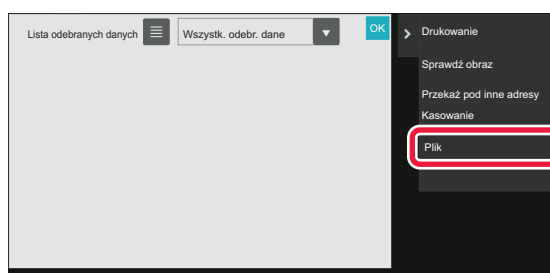 Lista odebranych danych
Wszystk. odebr. dane
OK
Drukowanie
Sprawdź obraz
Przekaż pod inne adresy
Kasowanie
Plik